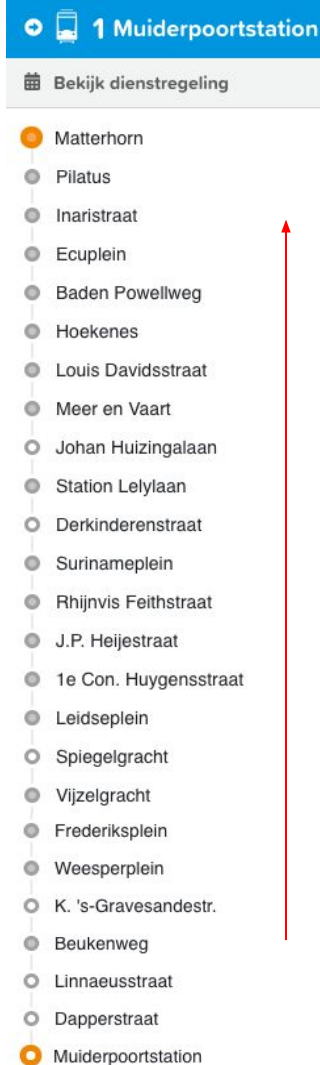 1 Muiderpoortstation
Bekijk dienstregeling
Matterhorn
Pilatus
Inaristraat
Ecuplein
Baden Powellweg
Hoekenes
Louis Davidsstraat
Meer en Vaart
Johan Huizingalaan
Station Lelylaan
Derkinderenstraat
Surinameplein
Rhijnvis Feithstraat
J.P. Heijestraat
1e Con. Huygensstraat
Leidseplein
Spiegelgracht
Vijzelgracht
Frederiksplein
Weesperplein
K. 's-Gravesandestr.
Beukenweg
Linnaeusstraat
Dapperstraat
Muiderpoortstation